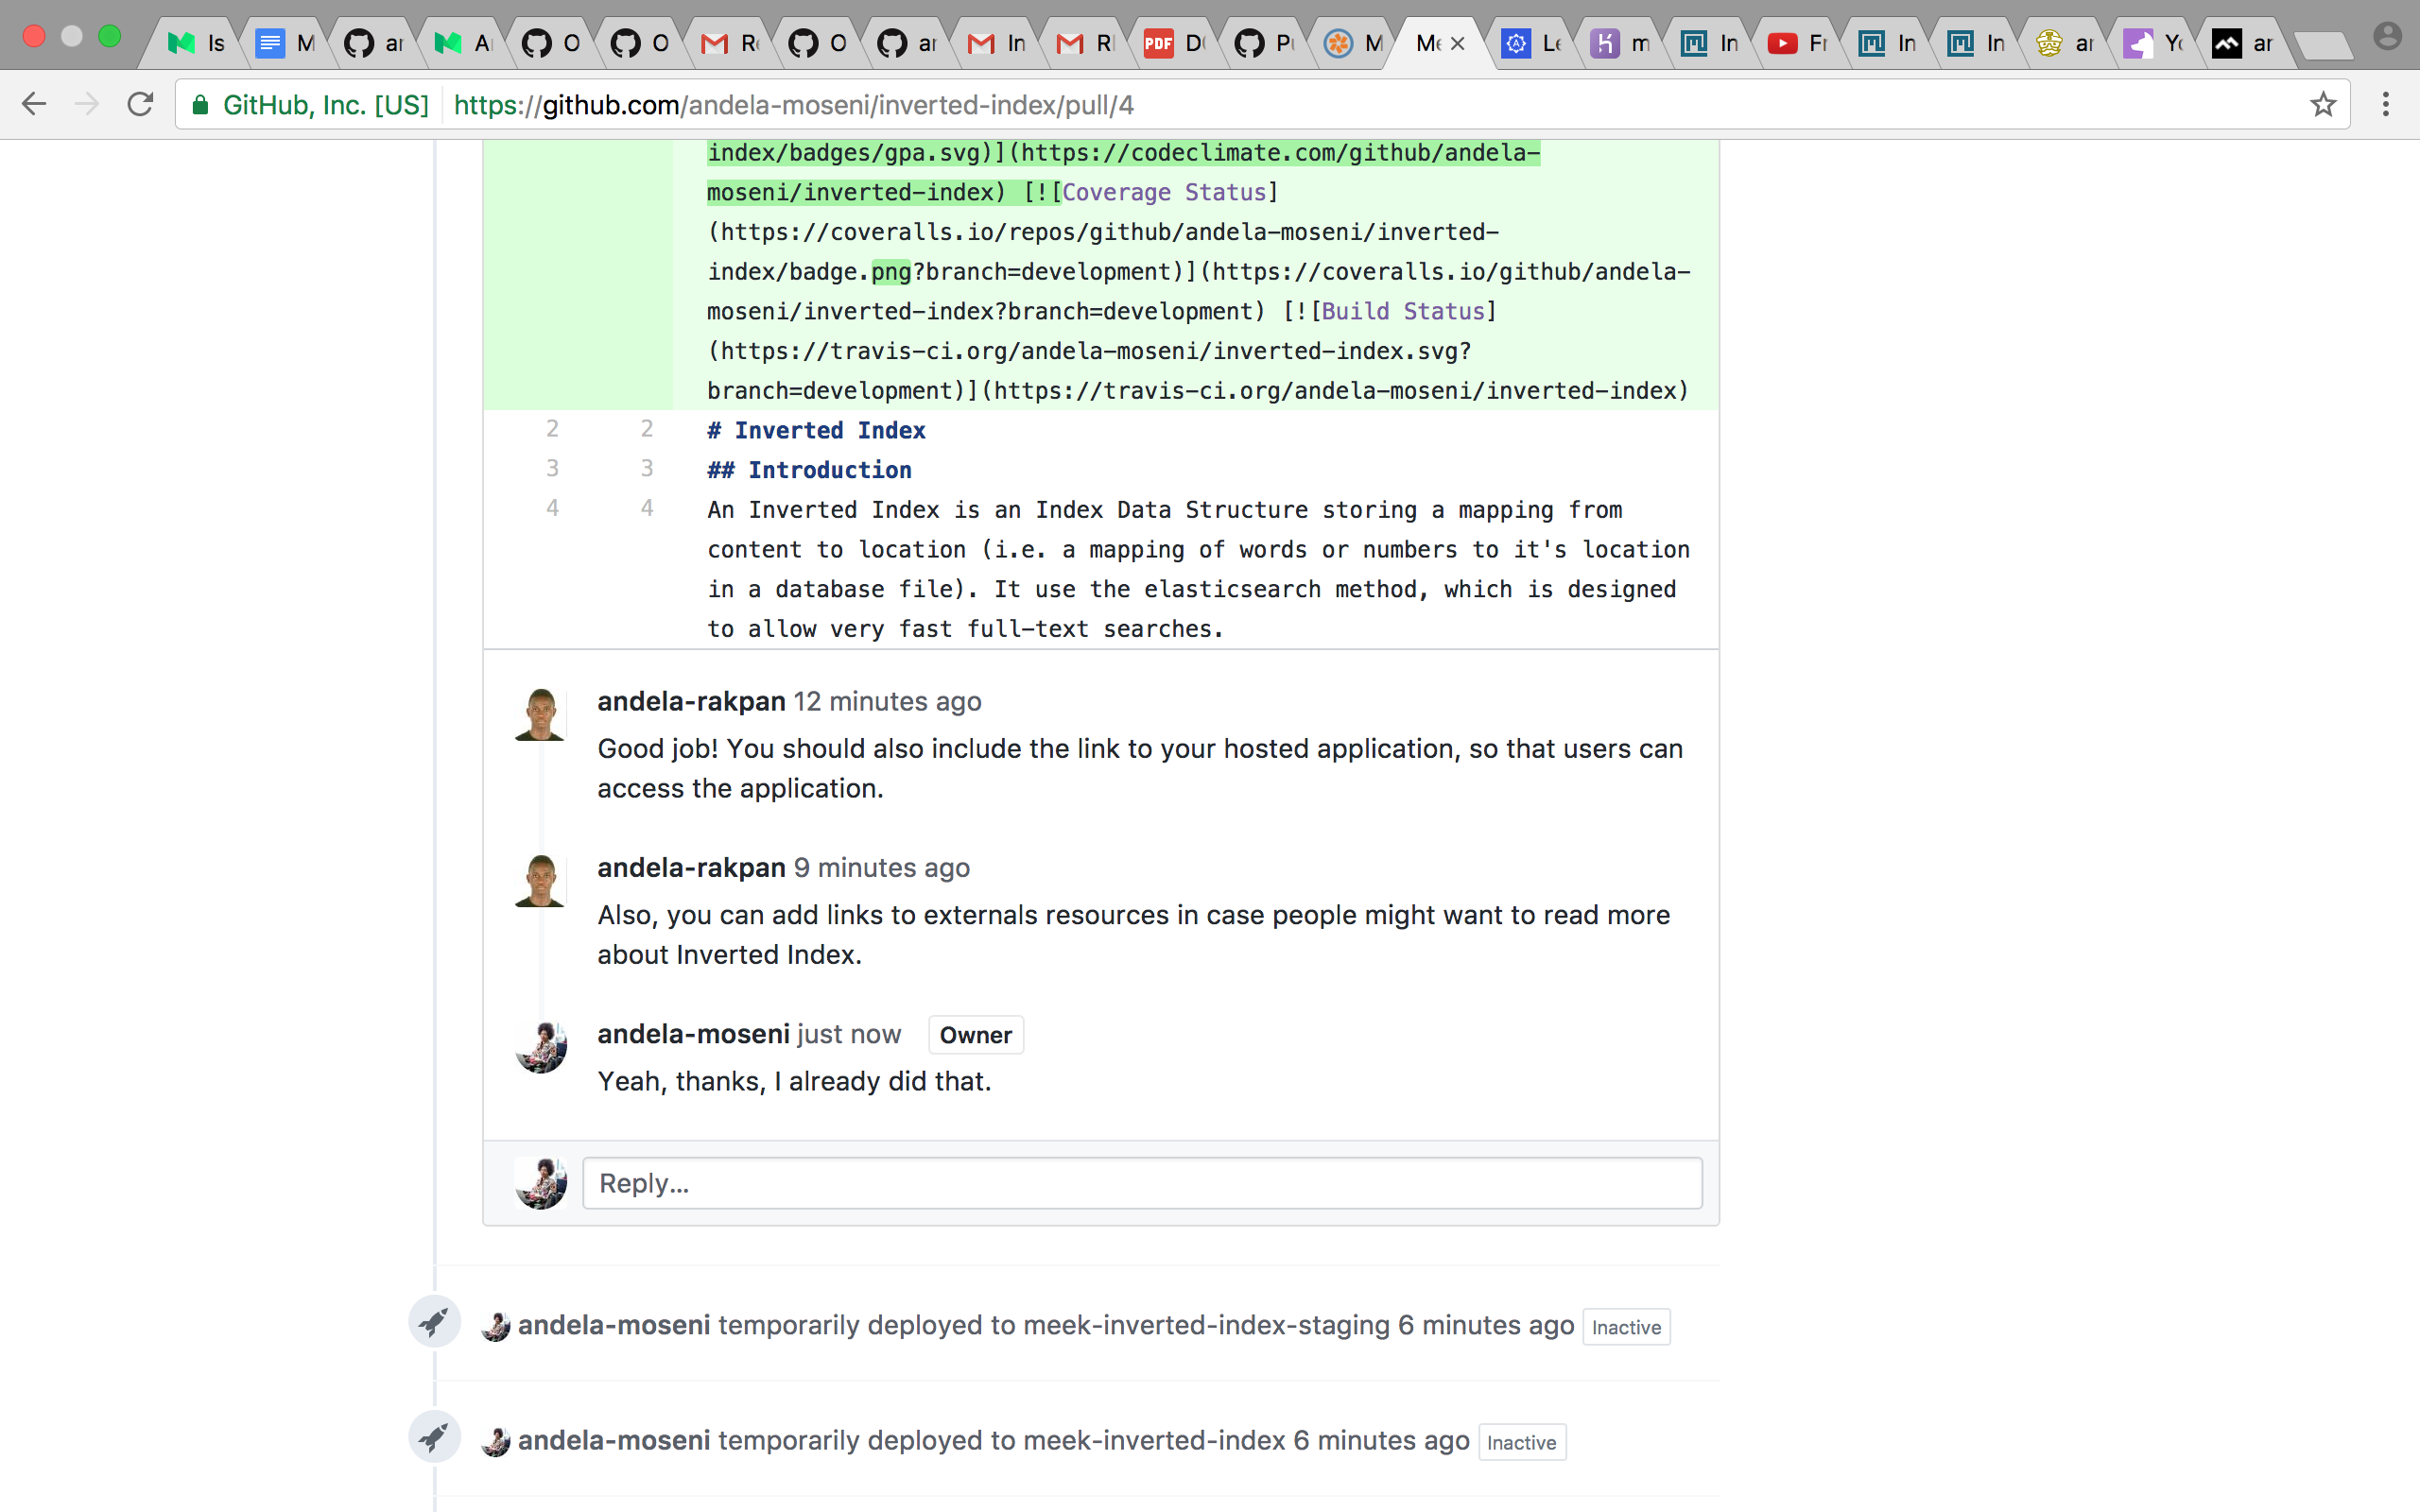 Is M ar A O O R O ar In R PDF D P M Me × Le m In F In In ar Yo ar
GitHub, Inc. [US] https://github.com/andela-moseni/inverted-index/pull/4
index/badges/gpa.svg)](https://codeclimate.com/github/andela-
moseni/inverted-index) [![Coverage Status]
(https://coveralls.io/repos/github/andela-moseni/inverted-
index/badge.png?branch=development)](https://coveralls.io/github/andela-
moseni/inverted-index?branch=development) [![Build Status]
(https://travis-ci.org/andela-moseni/inverted-index.svg?
branch=development)](https://travis-ci.org/andela-moseni/inverted-index)
2 2 # Inverted Index
3 3 ## Introduction
4 4 An Inverted Index is an Index Data Structure storing a mapping from
content to location (i.e. a mapping of words or numbers to it's location
in a database file). It use the elasticsearch method, which is designed
to allow very fast full-text searches.
andela-rakpan 12 minutes ago
Good job! You should also include the link to your hosted application, so that users can
access the application.
andela-rakpan 9 minutes ago
Also, you can add links to externals resources in case people might want to read more
about Inverted Index.
andela-moseni just now Owner
Yeah, thanks, I already did that.
Reply...
andela-moseni temporarily deployed to meek-inverted-index-staging 6 minutes ago Inactive
andela-moseni temporarily deployed to meek-inverted-index 6 minutes ago Inactive